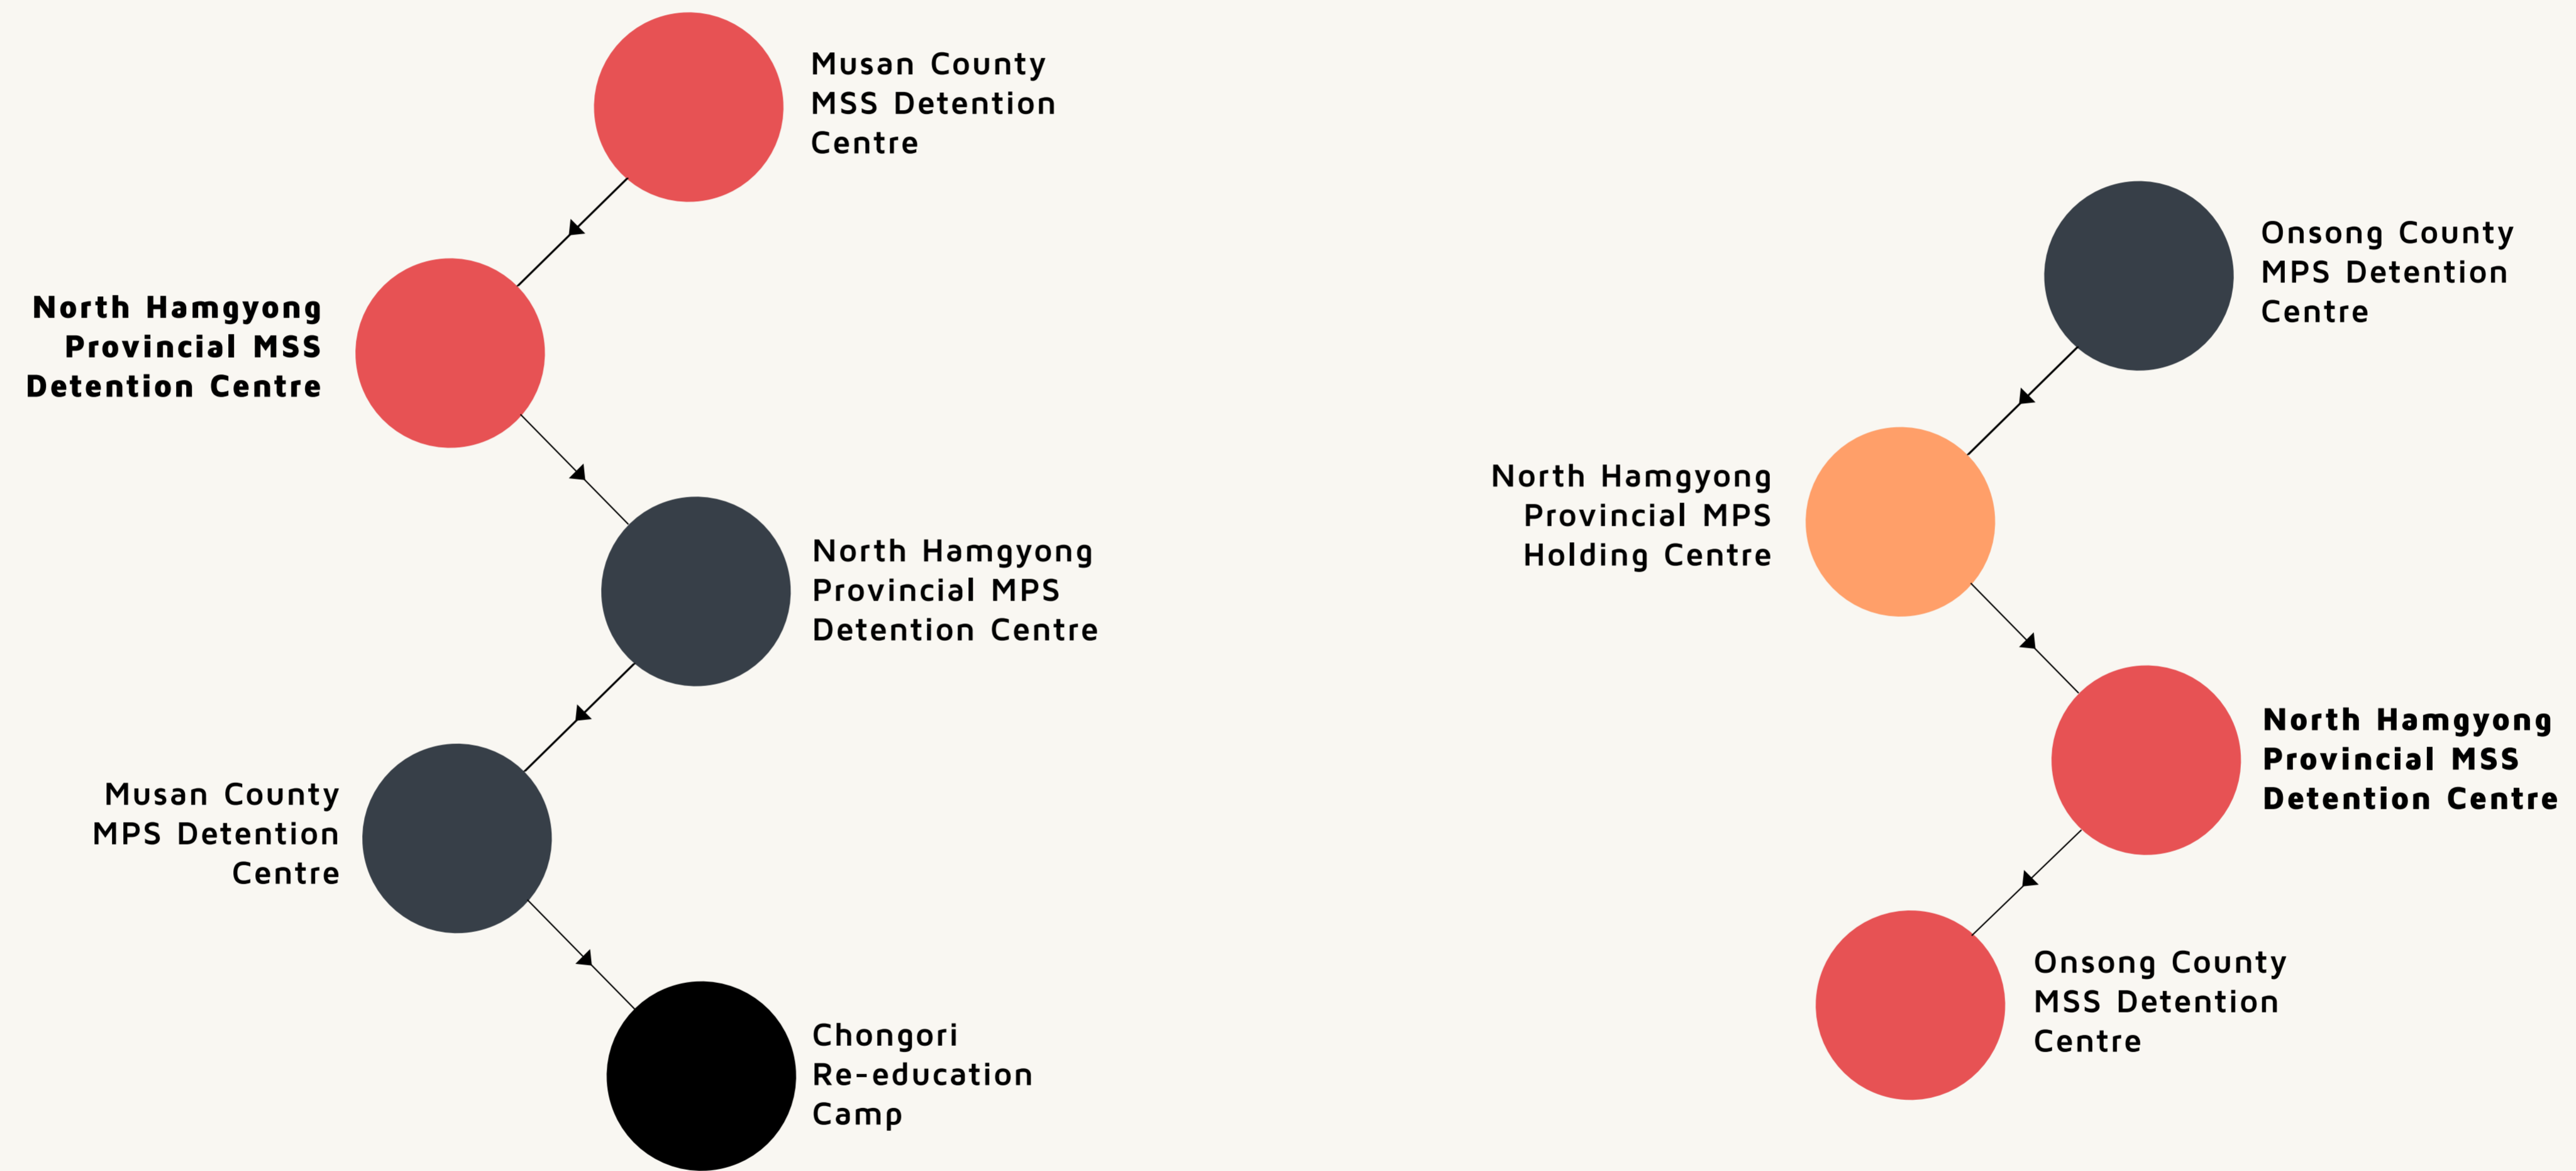 Musan County
MSS Detention
Centre
North Hamgyong
Provincial MSS
Detention Centre
North Hamgyong
Provincial MPS
Detention Centre
Musan County
MPS Detention
Centre
Chongori
Re-education
Camp
Onsong County
MPS Detention
Centre
North Hamgyong
Provincial MPS
Holding Centre
North Hamgyong
Provincial MSS
Detention Centre
Onsong County
MSS Detention
Centre